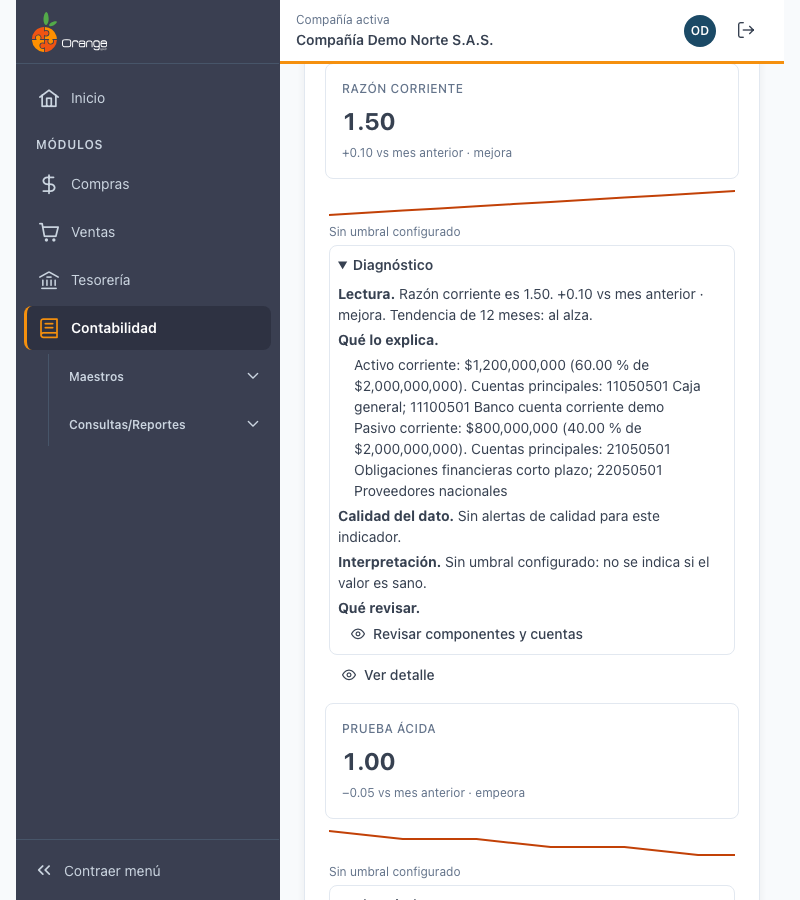 Orange
Compañía activa
Compañía Demo Norte S.A.S.
OD
Inicio
MÓDULOS
Compras
Ventas
Tesorería
Contabilidad
Maestros
Consultas/Reportes
Contraer menú
RAZÓN CORRIENTE
1.50
+0.10 vs mes anterior · mejora
Sin umbral configurado
Diagnóstico
Lectura. Razón corriente es 1.50. +0.10 vs mes anterior ·
mejora. Tendencia de 12 meses: al alza.
Qué lo explica.
Activo corriente: $1,200,000,000 (60.00 % de
$2,000,000,000). Cuentas principales: 11050501 Caja
general; 11100501 Banco cuenta corriente demo
Pasivo corriente: $800,000,000 (40.00 % de
$2,000,000,000). Cuentas principales: 21050501
Obligaciones financieras corto plazo; 22050501
Proveedores nacionales
Calidad del dato. Sin alertas de calidad para este
indicador.
Interpretación. Sin umbral configurado: no se indica si el
valor es sano.
Qué revisar.
Revisar componentes y cuentas
Ver detalle
PRUEBA ÁCIDA
1.00
−0.05 vs mes anterior · empeora
Sin umbral configurado